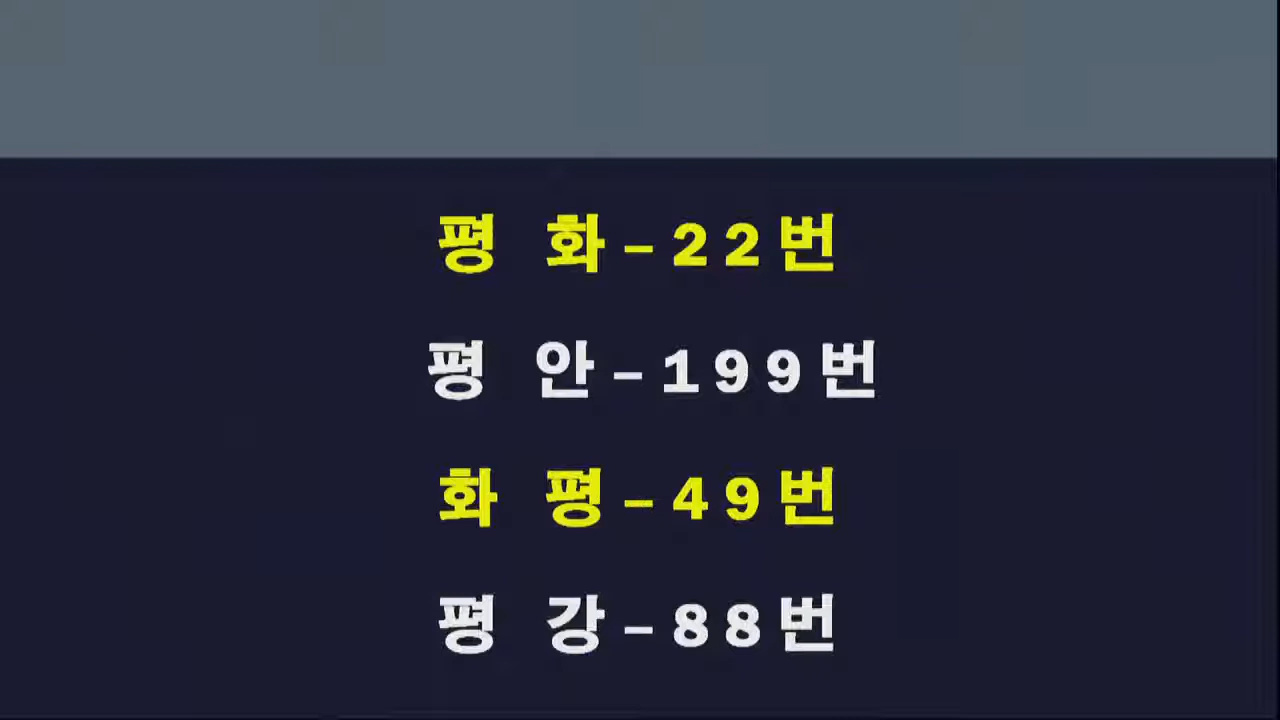 평 화-22번
평 안-199번
화 평-49번
평 강-88번